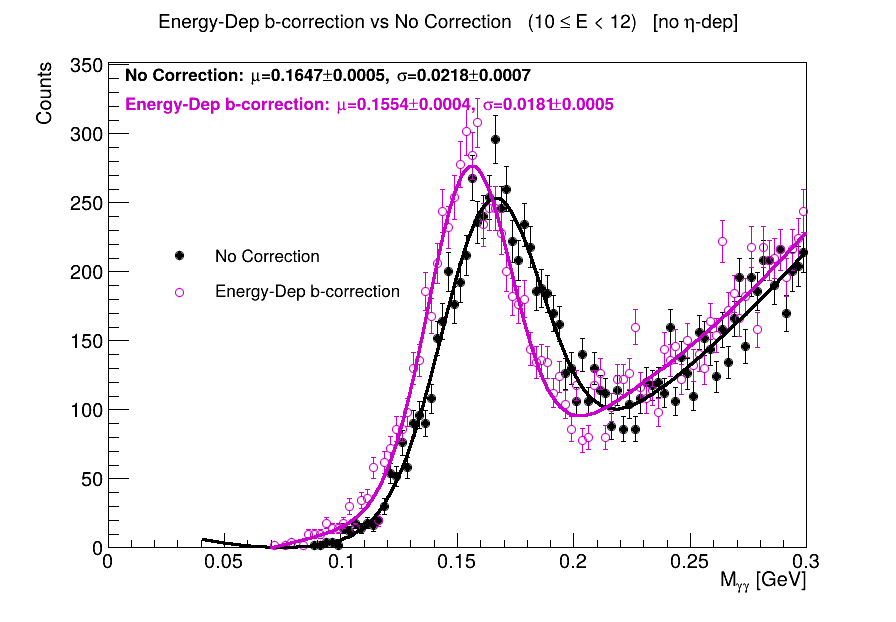 Energy-Dep b-correction vs No Correction (10 ≤ E < 12) [no η-dep]
Counts
350
300
250
200
150
100
50
0
No Correction: μ=0.1647±0.0005, σ=0.0218±0.0007
Energy-Dep b-correction: μ=0.1554±0.0004, σ=0.0181±0.0005
No Correction
Energy-Dep b-correction
0 0.05 0.1 0.15 0.2 0.25 0.3
Mγγ [GeV]